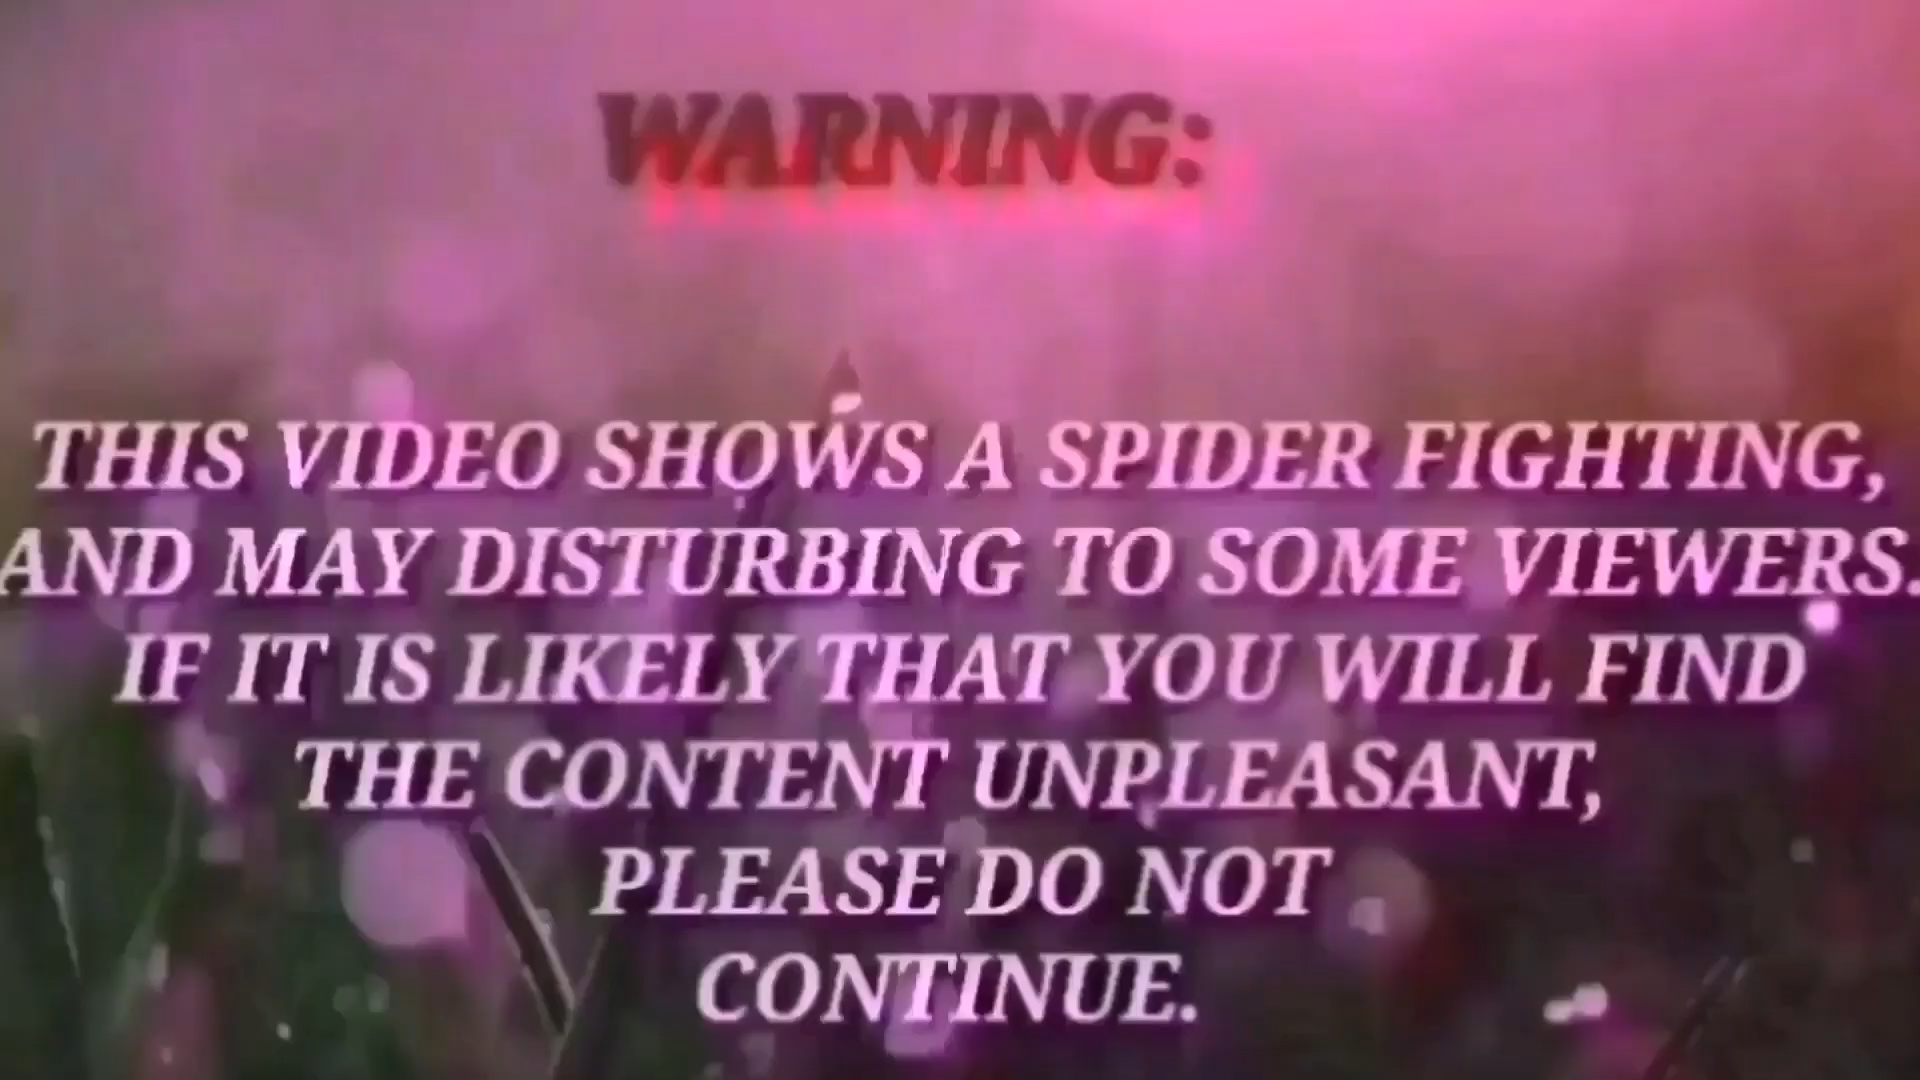 WARNING:
THIS VIDEO SHOWS A SPIDER FIGHTING,
AND MAY DISTURBING TO SOME VIEWERS.
IF IT IS LIKELY THAT YOU WILL FIND
THE CONTENT UNPLEASANT,
PLEASE DO NOT
CONTINUE.